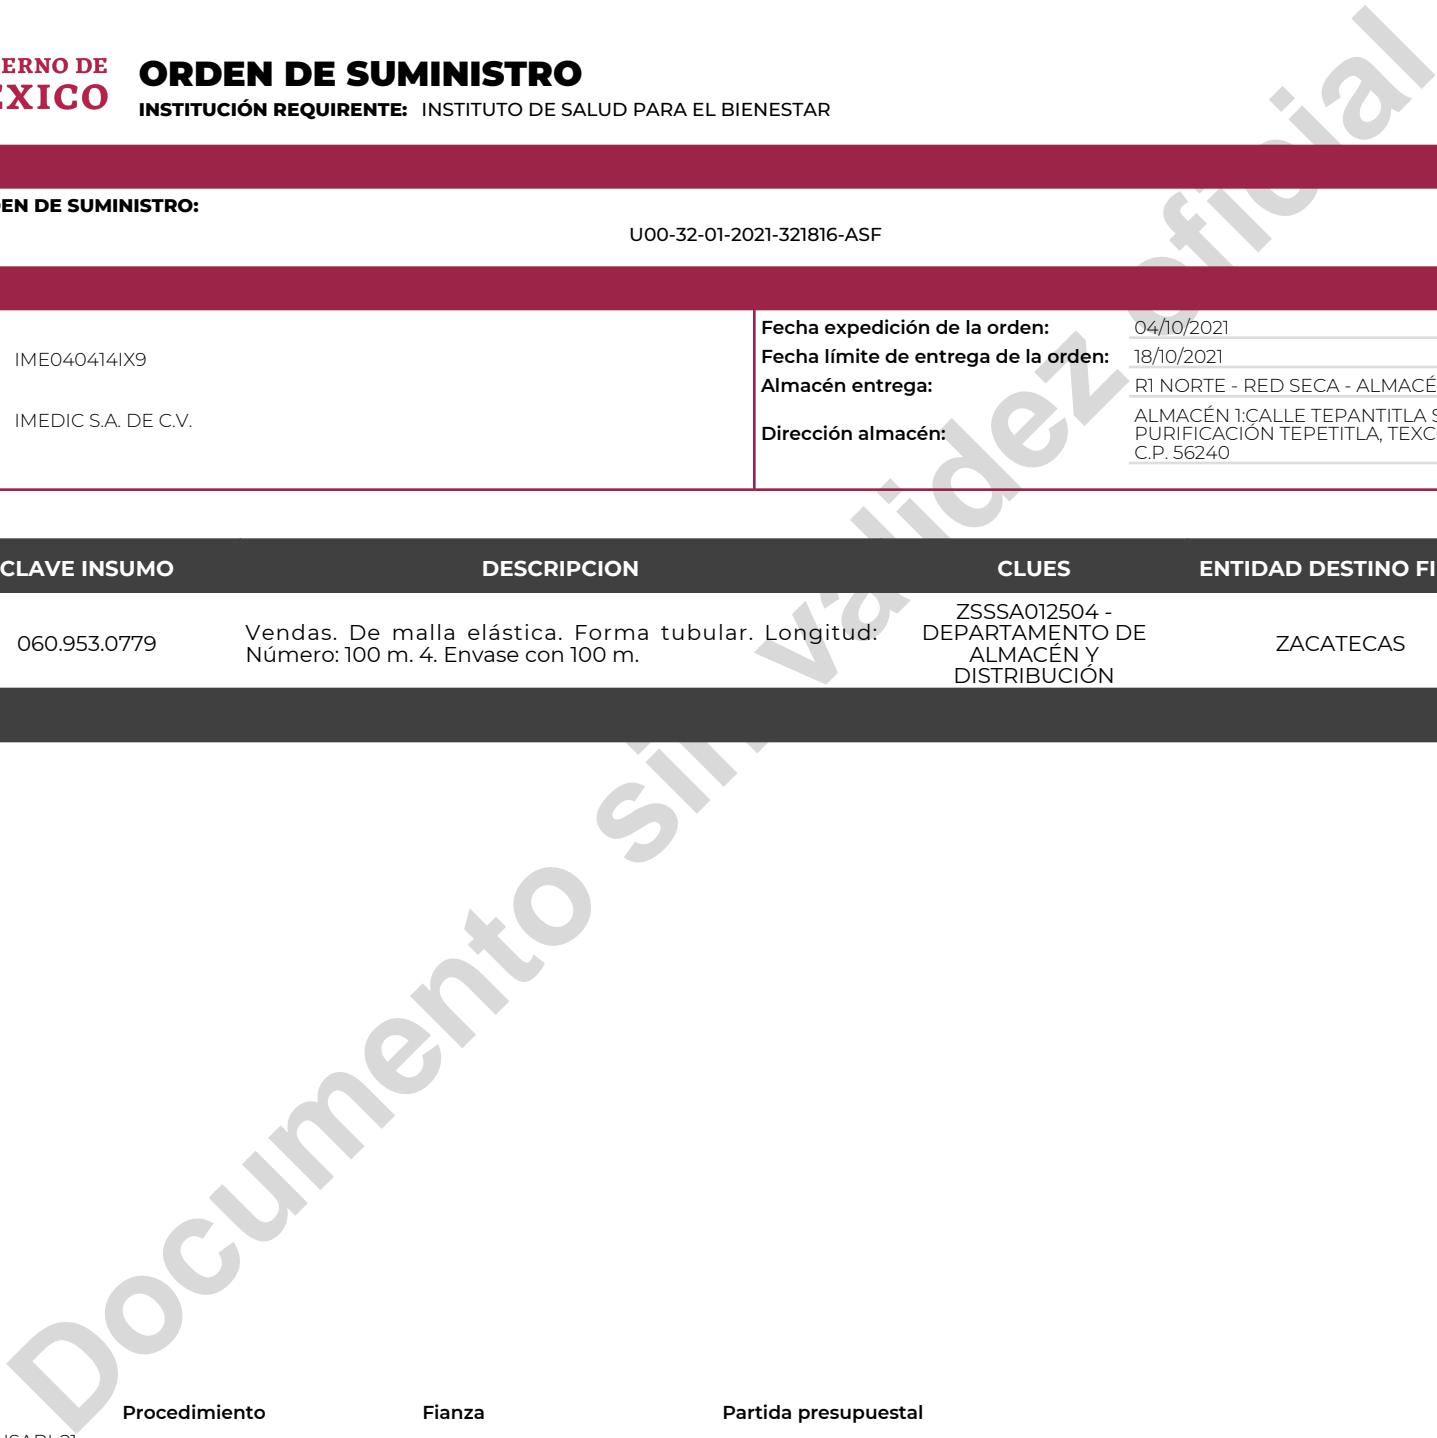 ERNO DE
EXICO
ORDEN DE SUMINISTRO
INSTITUCIÓN REQUIRENTE: INSTITUTO DE SALUD PARA EL BIENESTAR
EN DE SUMINISTRO:
U00-32-01-2021-321816-ASF
IME040414IX9
IMEDIC S.A. DE C.V.
Fecha expedición de la orden: 04/10/2021
Fecha límite de entrega de la orden: 18/10/2021
Almacén entrega: R1 NORTE - RED SECA - ALMACÉ
Dirección almacén: ALMACÉN 1:CALLE TEPANTITLA S
PURIFICACIÓN TEPETITLA, TEXC
C.P. 56240
CLAVE INSUMO DESCRIPCION CLUES ENTIDAD DESTINO FI
060.953.0779
Vendas. De malla elástica. Forma tubular. Longitud:
Número: 100 m. 4. Envase con 100 m.
ZSSSA012504 -
DEPARTAMENTO DE
ALMACÉN Y
DISTRIBUCIÓN
ZACATECAS
Documento sin validez oficial
Procedimiento Fianza Partida presupuestal